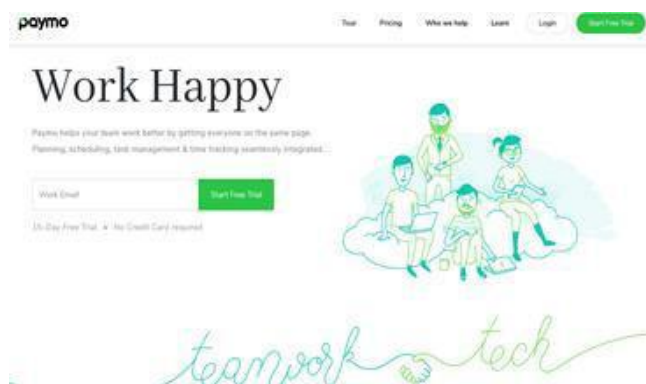 paymo
Tour Pricing Who we help Learn Login Start Free Trial
Work Happy
Paymo helps your team work better by getting everyone on the same page.
Planning, scheduling, task management & time tracking seamlessly integrated...
Work Email Start Free Trial
15-Day Free Trial • No Credit Card required
teamwork tech